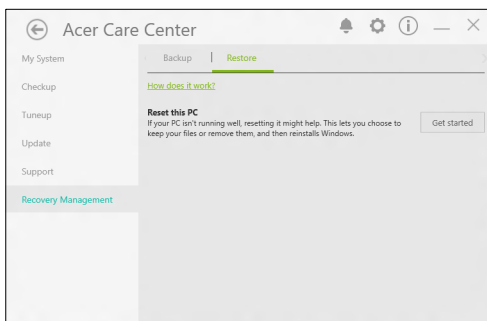 Acer Care Center
My System
Checkup
Tuneup
Update
Support
Recovery Management
Backup
Restore
How does it work?
Reset this PC
If your PC isn't running well, resetting it might help. This lets you choose to
keep your files or remove them, and then reinstalls Windows.
Get started